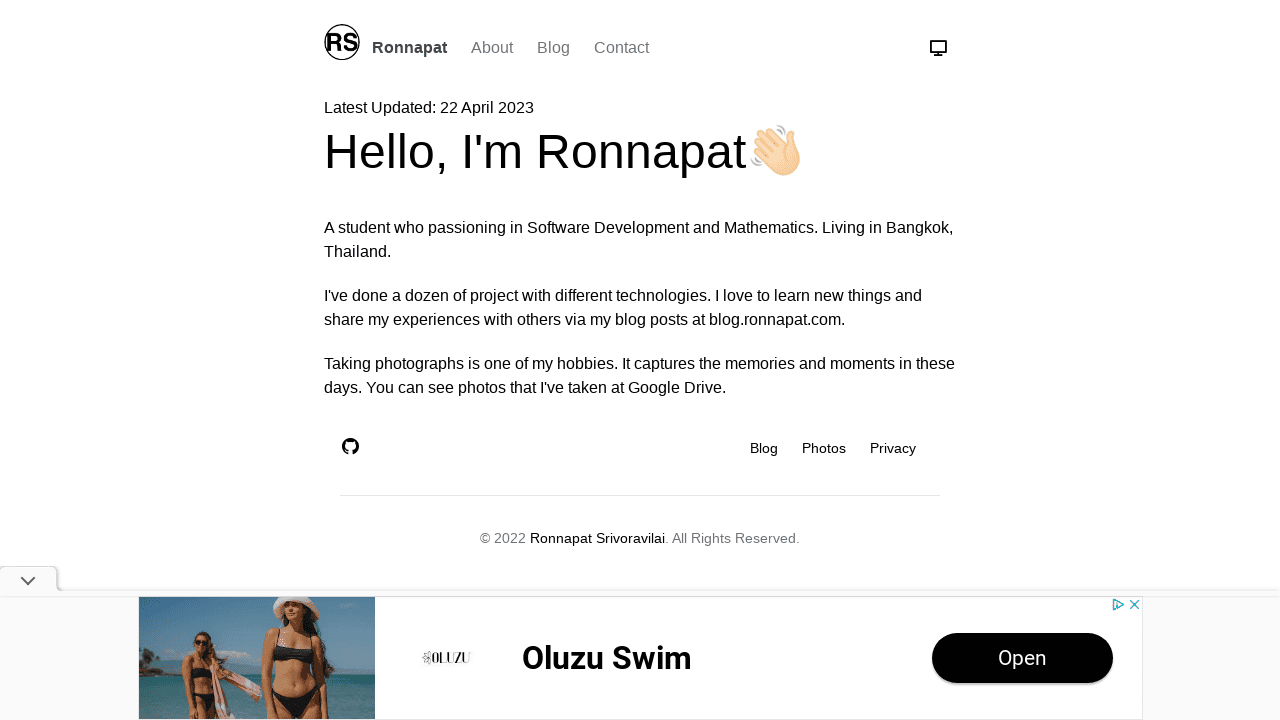 RS Ronnapat About Blog Contact
Latest Updated: 22 April 2023
Hello, I'm Ronnapat👋🏻
A student who passioning in Software Development and Mathematics. Living in Bangkok,
Thailand.
I've done a dozen of project with different technologies. I love to learn new things and
share my experiences with others via my blog posts at blog.ronnapat.com.
Taking photographs is one of my hobbies. It captures the memories and moments in these
days. You can see photos that I've taken at Google Drive.
Blog Photos Privacy
© 2022 Ronnapat Srivoravilai. All Rights Reserved.
OLUZU Oluzu Swim Open